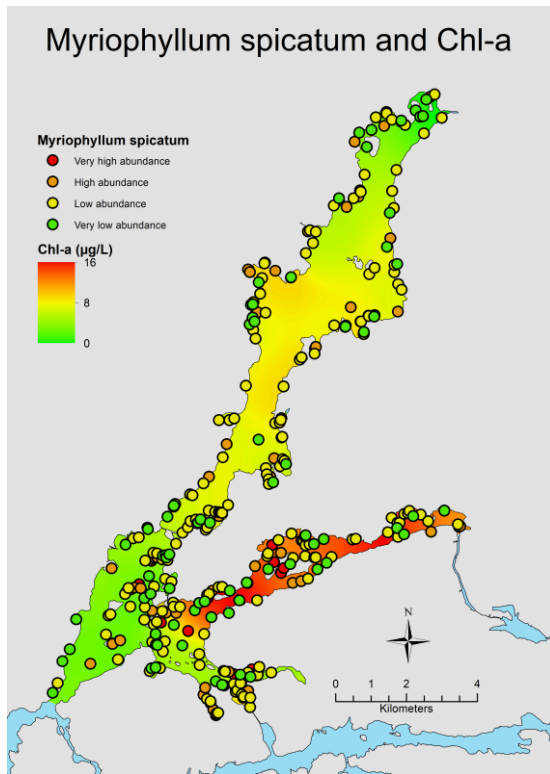 Myriophyllum spicatum and Chl-a
Myriophyllum spicatum
Very high abundance
High abundance
Low abundance
Very low abundance
Chl-a (µg/L)
16
8
0
N
0 1 2 4
Kilometers